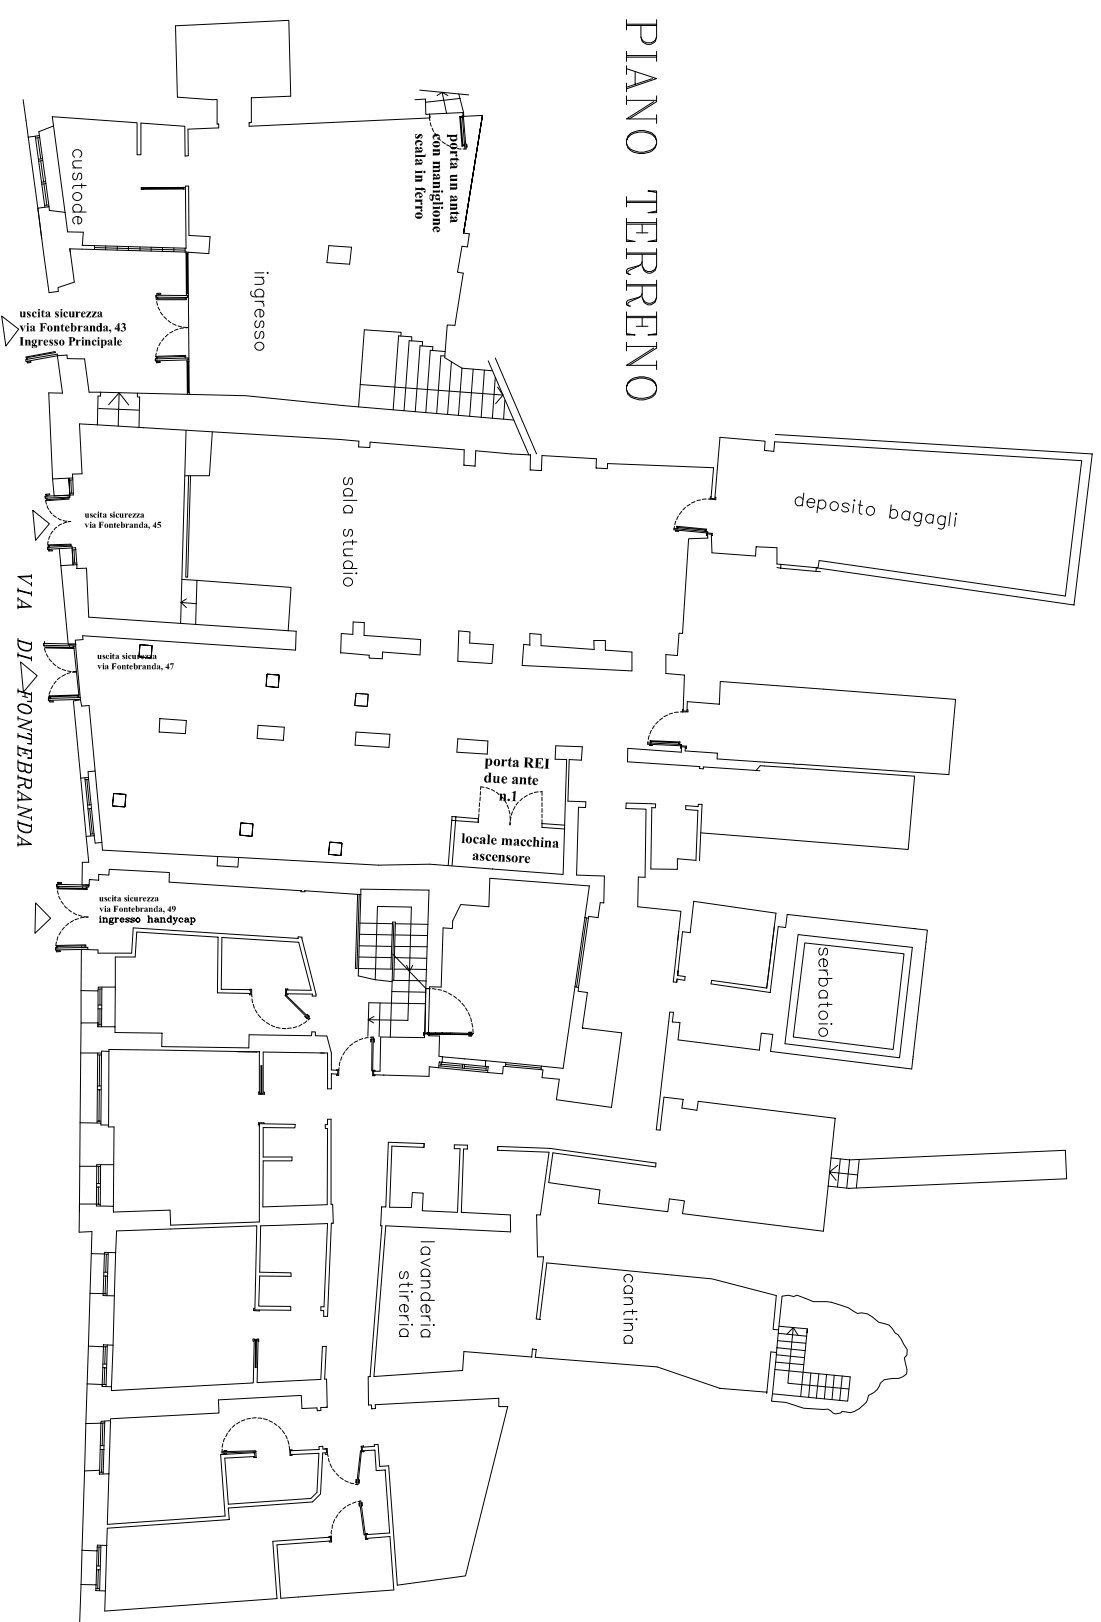 PIANO TERRENO
porta un anta
con maniglione
scala in ferro
custode
ingresso
uscita sicurezza
via Fontebranda, 43
Ingresso Principale
deposito bagagli
sala studio
uscita sicurezza
via Fontebranda, 45
VIA DI FONTEBRANDA
uscita sicurezza
via Fontebranda, 47
porta REI
due ante
n.1
locale macchina
ascensore
uscita sicurezza
via Fontebranda, 49
ingresso handycap
serbatoio
lavanderia
stireria
cantina